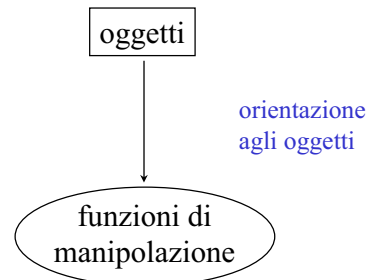 oggetti
orientazione
agli oggetti
funzioni di
manipolazione